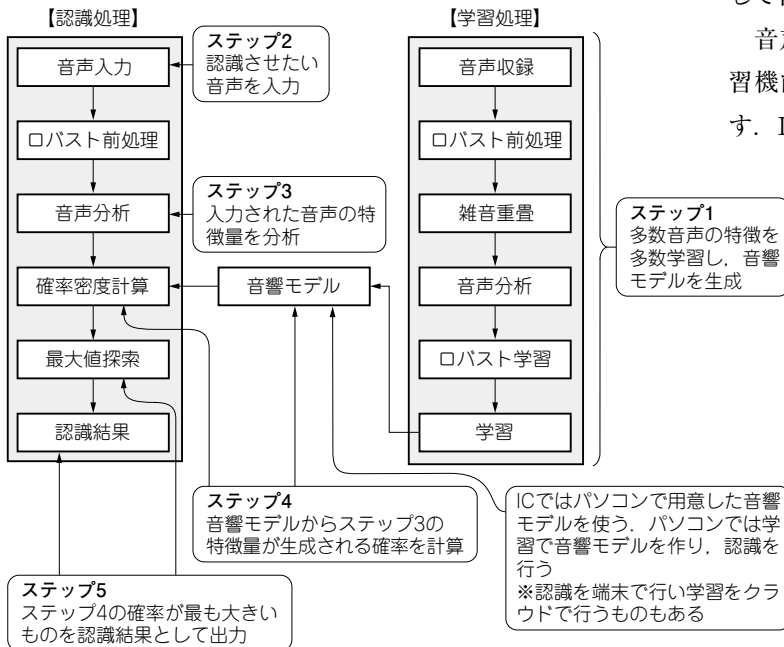 【認識処理】
音声入力
ロバスト前処理
音声分析
確率密度計算
最大値探索
認識結果
ステップ2
認識させたい
音声を入力
ステップ3
入力された音声の特
徴量を分析
音響モデル
【学習処理】
音声収録
ロバスト前処理
雑音重畳
音声分析
ロバスト学習
学習
習機
す．
ステップ1
多数音声の特徴を
多数学習し，音響
モデルを生成
ステップ4
音響モデルからステップ3の
特徴量が生成される確率を計算
ICではパソコンで用意した音響
モデルを使う．パソコンでは学
習で音響モデルを作り，認識を
行う
※認識を端末で行い学習をクラ
ウドで行うものもある
ステップ5
ステップ4の確率が最も大きい
ものを認識結果として出力